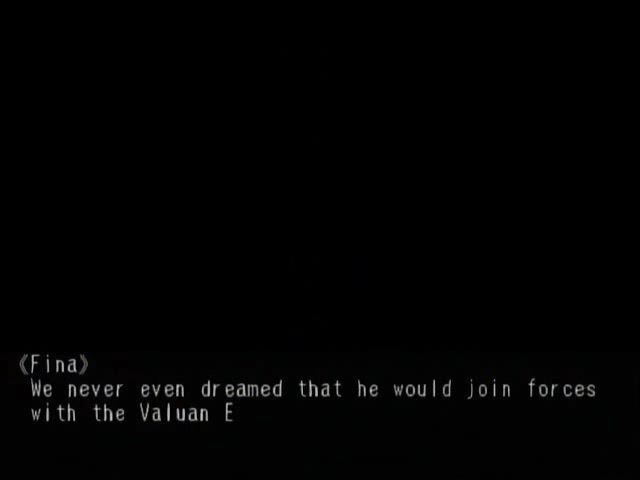 《Fina》
We never even dreamed that he would join forces
with the Valuan E